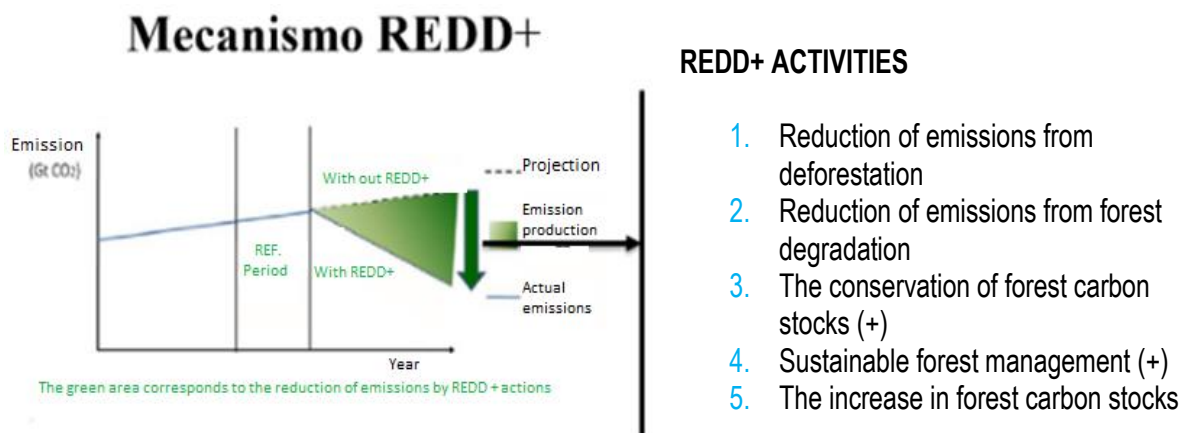 Mecanismo REDD+
Emission
(Gt CO₂)
With out REDD+
REF.
Period
With REDD+
Projection
Emission
production
Actual
emissions
Year
The green area corresponds to the reduction of emissions by REDD + actions
REDD+ ACTIVITIES
1. Reduction of emissions from
deforestation
2. Reduction of emissions from forest
degradation
3. The conservation of forest carbon
stocks (+)
4. Sustainable forest management (+)
5. The increase in forest carbon stocks